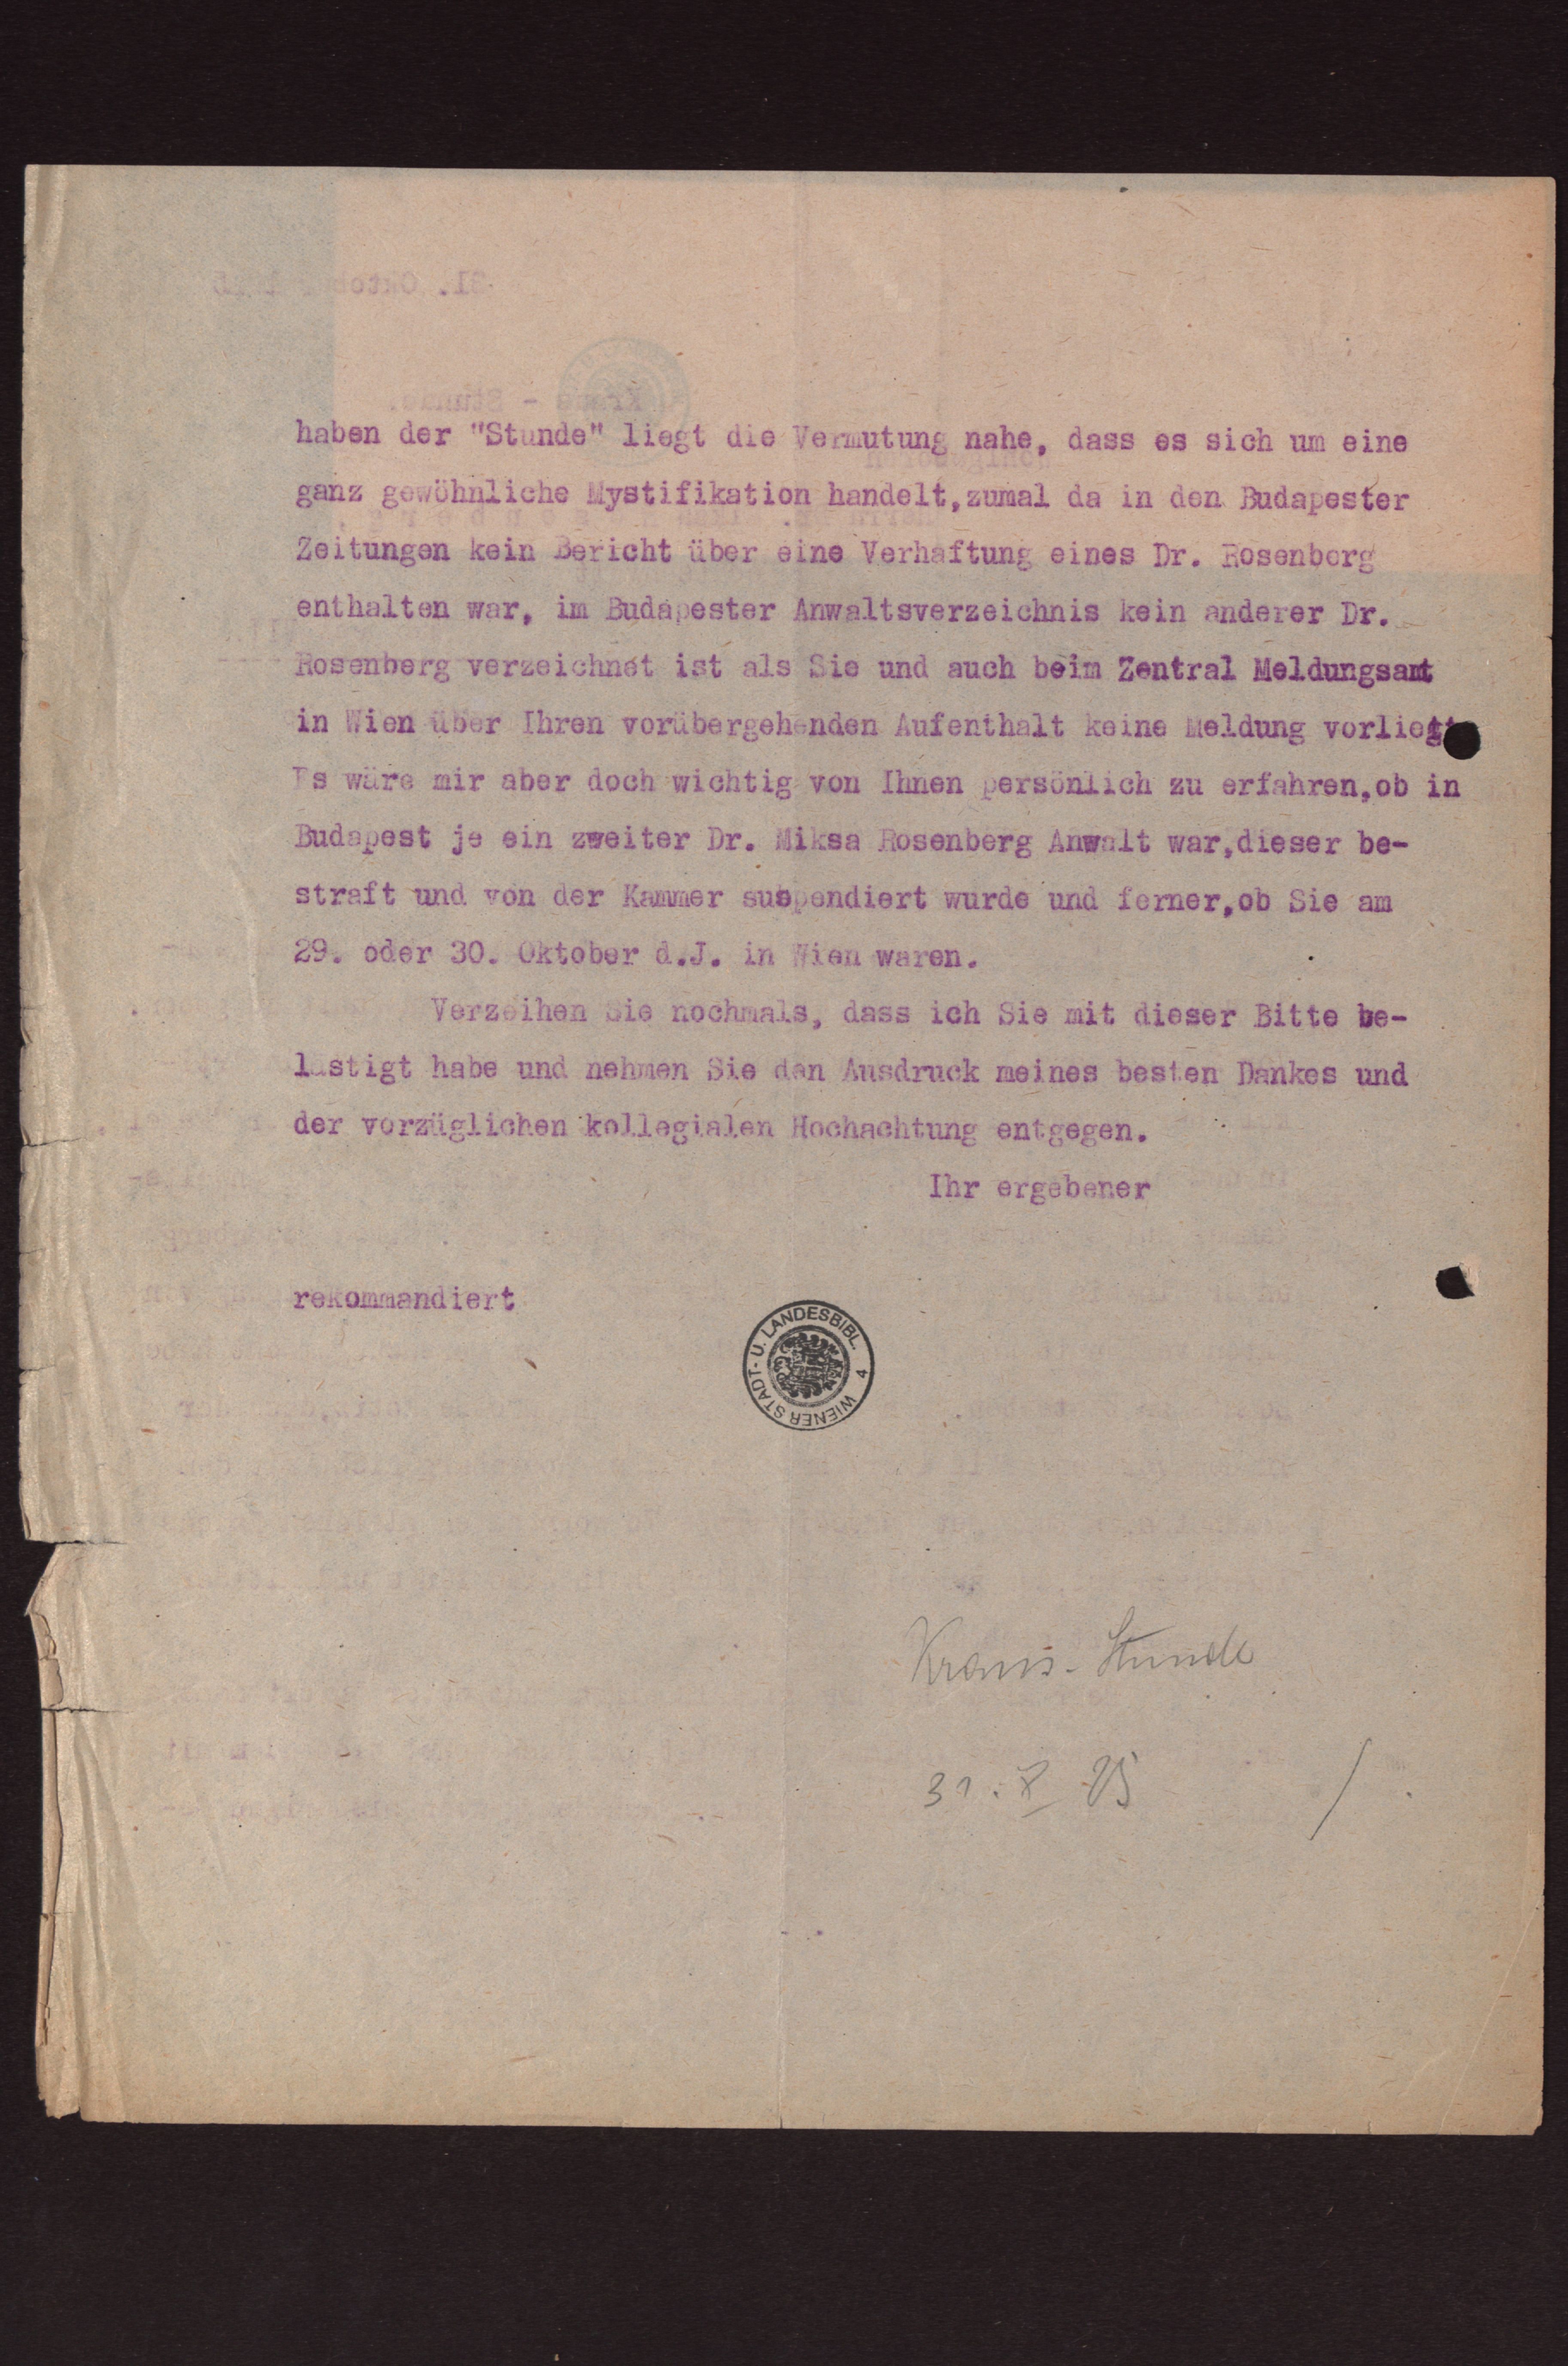 haben der "Stunde" liegt die Vermutung nahe, dass es sich um eine
ganz gewöhnliche Mystifikation handelt,zumal da in den Budapester
Zeitungen kein Bericht über eine Verhaftung eines Dr. Rosenberg
enthalten war, im Budapester Anwaltsverzeichnis kein anderer Dr.
Rosenberg verzeichnet ist als Sie und auch beim Zentral Meldungsamt
in Wien über Ihren vorübergehenden Aufenthalt keine Meldung vorliegt
Es wäre mir aber doch wichtig von Ihnen persönlich zu erfahren,ob in
Budapest je ein zweiter Dr. Miksa Rosenberg Anwalt war,dieser be-
straft und von der Kammer suspendiert wurde und ferner,ob Sie am
29. oder 30. Oktober d.J. in Wien waren.
Verzeihen Sie nochmals, dass ich Sie mit dieser Bitte be-
lästigt habe und nehmen Sie den Ausdruck meines besten Dankes und
der vorzüglichen kollegialen Hochachtung entgegen.
Ihr ergebener
rekommandiert
WIENER STADT- U. LANDESBIBL. 4
Kraus - Stunde
31. X 25 /